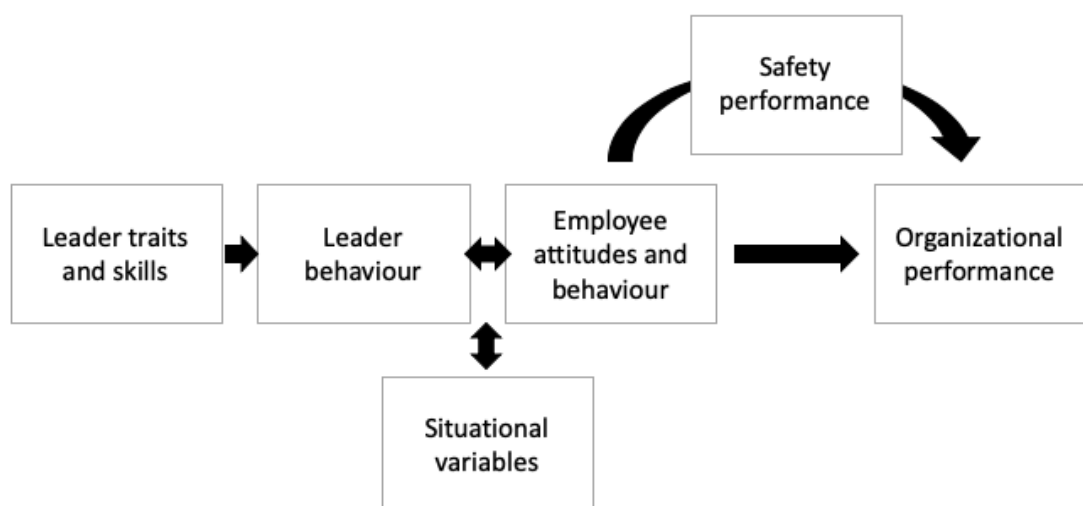 Safety
performance
Leader traits
and skills
Leader
behaviour
Employee
attitudes and
behaviour
Organizational
performance
Situational
variables